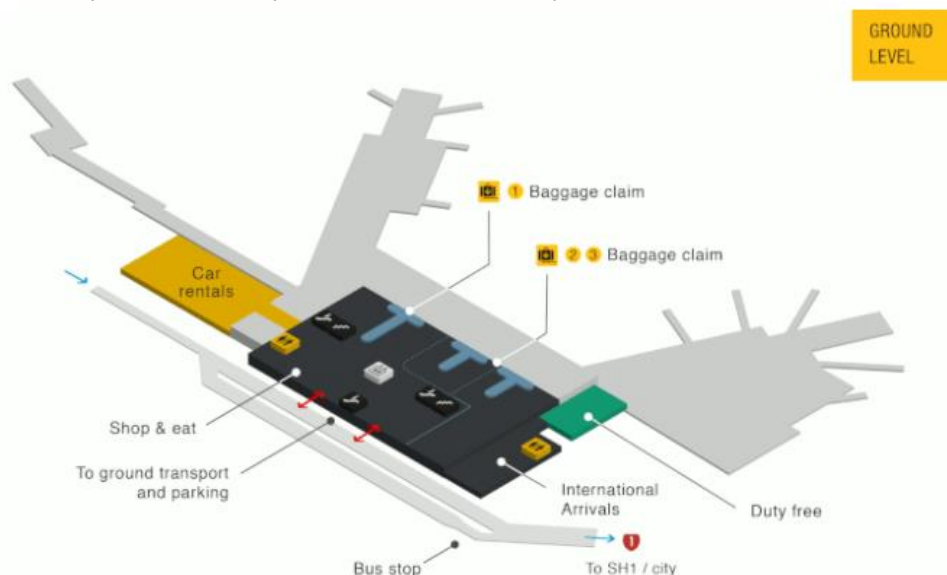 GROUND
LEVEL
1 Baggage claim
2 3 Baggage claim
Car
rentals
Shop & eat
To ground transport
and parking
International
Arrivals
Duty free
Bus stop
1
To SH1 / city